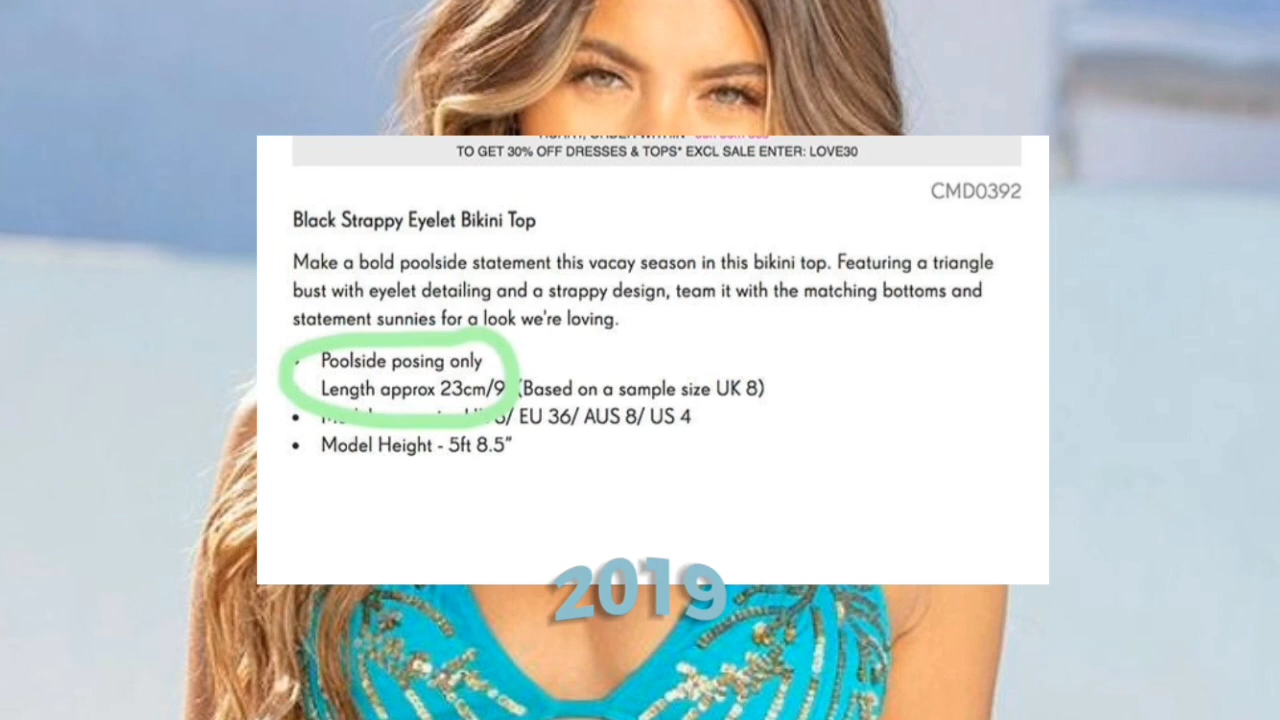 TO GET 30% OFF DRESSES & TOPS* EXCL SALE ENTER: LOVE30
CMD0392
Black Strappy Eyelet Bikini Top
Make a bold poolside statement this vacay season in this bikini top. Featuring a triangle
bust with eyelet detailing and a strappy design, team it with the matching bottoms and
statement sunnies for a look we're loving.
Poolside posing only
Length approx 23cm/9 (Based on a sample size UK 8)
/ EU 36/ AUS 8/ US 4
• Model Height - 5ft 8.5"
2019